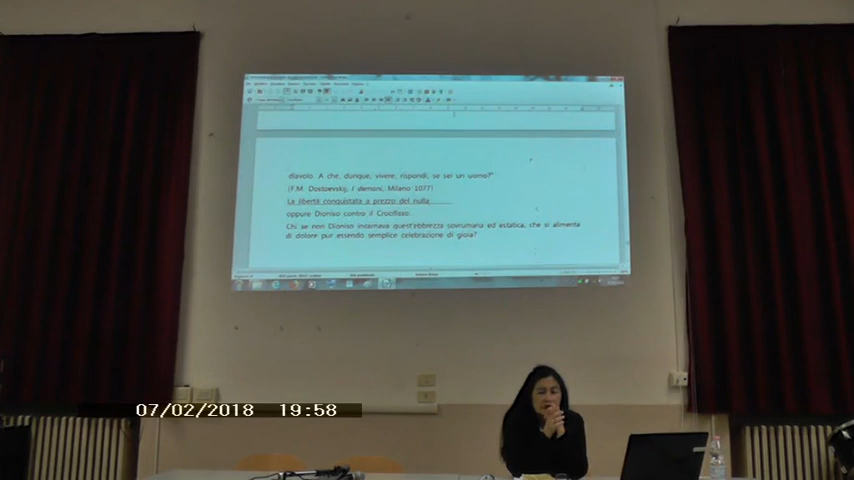 diavolo. A che, dunque, vivere, rispondi, se sei un uomo?"
(F.M. Dostoevskij, I demoni, Milano 1077)
La libertà conquistata a prezzo del nulla
oppure Dioniso contro il Crocifisso.
Chi se non Dioniso incarnava quest'ebbrezza sovrumana ed estatica, che si alimenta
di dolore pur essendo semplice celebrazione di gioia?
07/02/2018 19:58